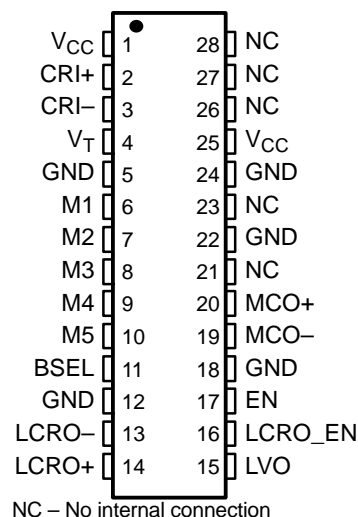 VCC 1 28 NC
CRI+ 2 27 NC
CRI– 3 26 NC
VT 4 25 VCC
GND 5 24 GND
M1 6 23 NC
M2 7 22 GND
M3 8 21 NC
M4 9 20 MCO+
M5 10 19 MCO–
BSEL 11 18 GND
GND 12 17 EN
LCRO– 13 16 LCRO_EN
LCRO+ 14 15 LVO
NC – No internal connection